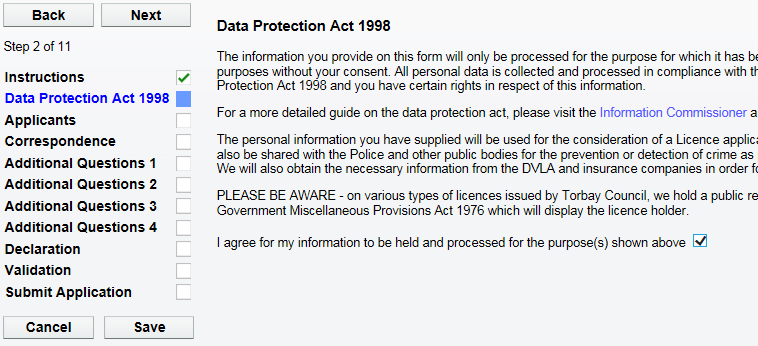 Back Next
Step 2 of 11
Instructions
Data Protection Act 1998
Applicants
Correspondence
Additional Questions 1
Additional Questions 2
Additional Questions 3
Additional Questions 4
Declaration
Validation
Submit Application
Cancel Save
Data Protection Act 1998
The information you provide on this form will only be processed for the purpose for which it has be
purposes without your consent. All personal data is collected and processed in compliance with th
Protection Act 1998 and you have certain rights in respect of this information.
For a more detailed guide on the data protection act, please visit the Information Commissioner a
The personal information you have supplied will be used for the consideration of a Licence applica
also be shared with the Police and other public bodies for the prevention or detection of crime as
We will also obtain the necessary information from the DVLA and insurance companies in order fo
PLEASE BE AWARE - on various types of licences issued by Torbay Council, we hold a public re
Government Miscellaneous Provisions Act 1976 which will display the licence holder.
I agree for my information to be held and processed for the purpose(s) shown above